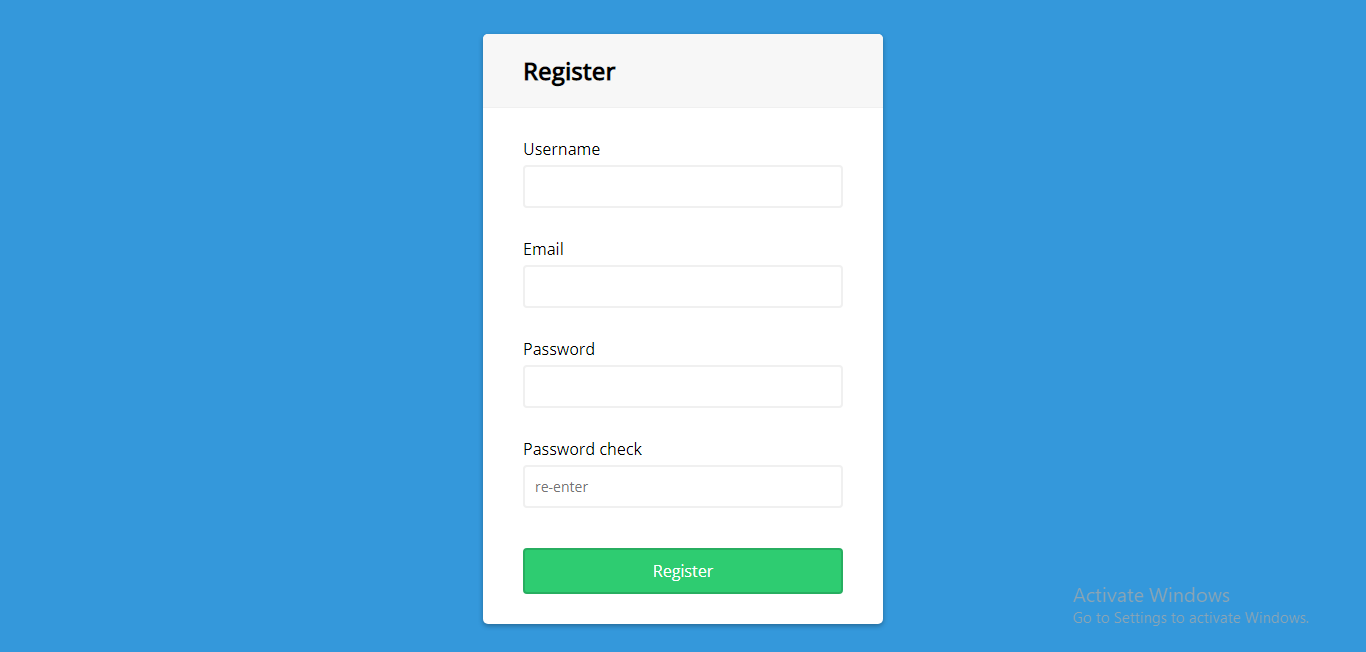 Register
Username
Email
Password
Password check
re-enter
Register
Activate Windows
Go to Settings to activate Windows.